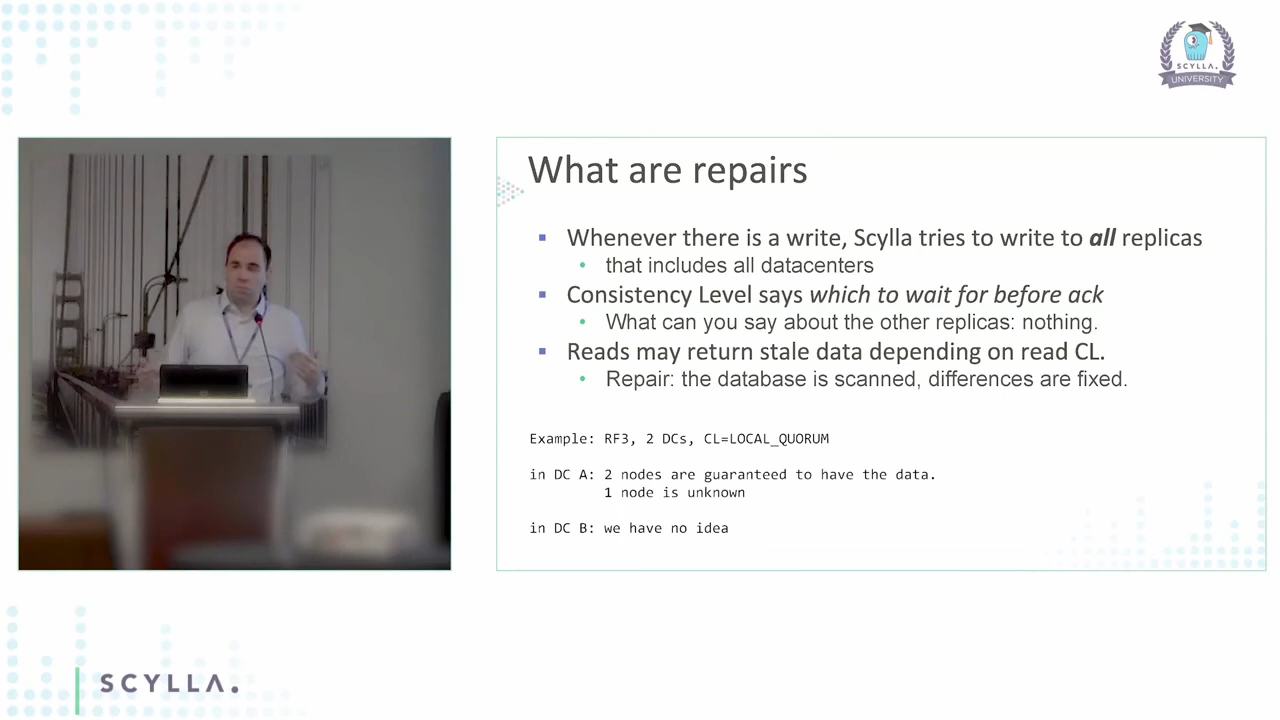 SCYLLA.
UNIVERSITY
What are repairs
Whenever there is a write, Scylla tries to write to all replicas
that includes all datacenters
Consistency Level says which to wait for before ack
What can you say about the other replicas: nothing.
Reads may return stale data depending on read CL.
Repair: the database is scanned, differences are fixed.
Example: RF3, 2 DCs, CL=LOCAL_QUORUM
in DC A: 2 nodes are guaranteed to have the data.
1 node is unknown
in DC B: we have no idea
SCYLLA.